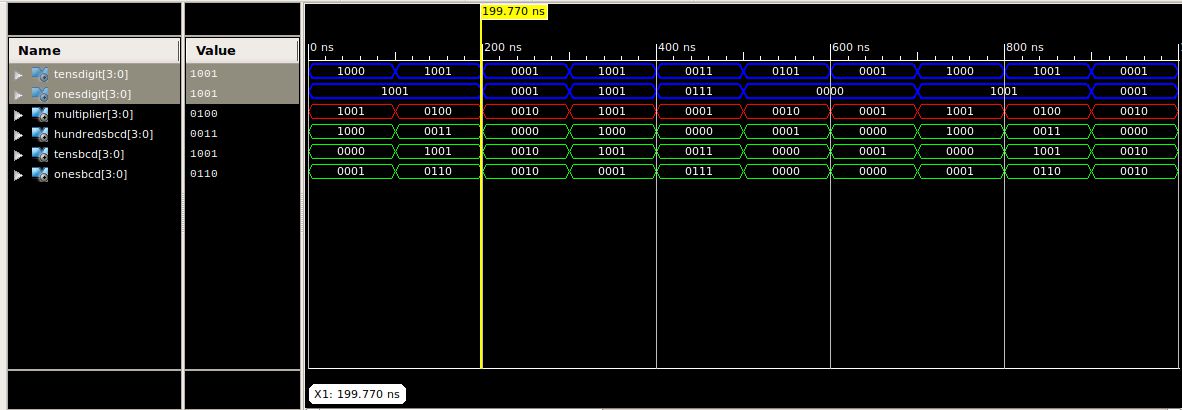 199.770 ns
Name Value
0 ns 200 ns 400 ns 600 ns 800 ns
tensdigit[3:0] 1001 1000 1001 0001 1001 0011 0101 0001 1000 1001 0001
onesdigit[3:0] 1001 1001 0001 1001 0111 0000 1001 0001
multiplier[3:0] 0100 1001 0100 0010 1001 0001 0010 0001 1001 0100 0010
hundredsbcd[3:0] 0011 1000 0011 0000 1000 0000 0001 0000 1000 0011 0000
tensbcd[3:0] 1001 0000 1001 0010 1001 0011 0000 0001 0000 1001 0010
onesbcd[3:0] 0110 0001 0110 0010 0001 0111 0000 0000 0001 0110 0010
X1: 199.770 ns